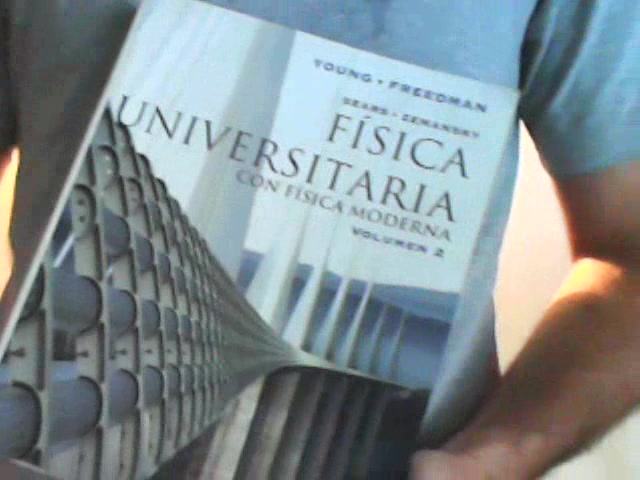 YOUNG • FREEDMAN
SEARS • ZEMANSKY
FÍSICA
UNIVERSITARIA
CON FÍSICA MODERNA
VOLUMEN 2